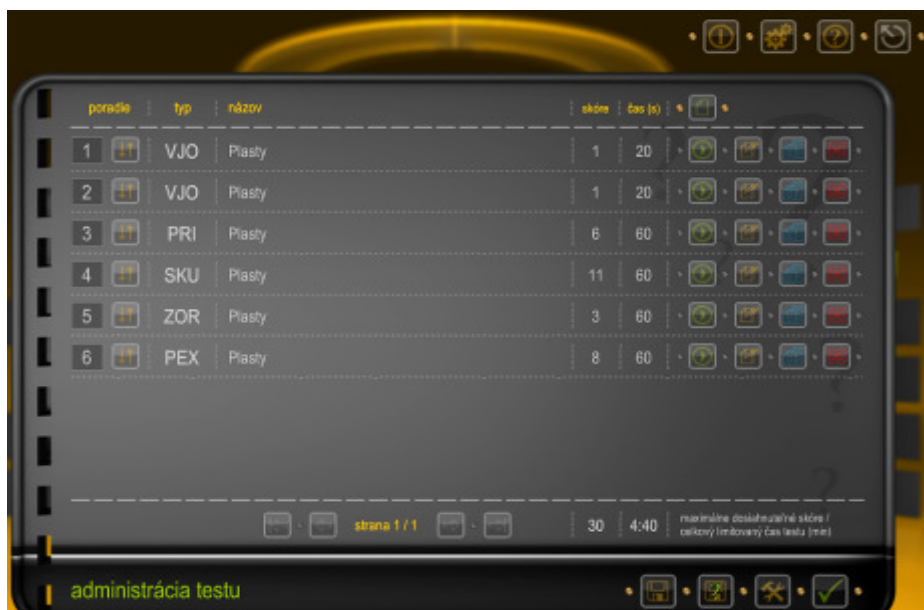 poradie typ názov skóre čas (s)
1 VJO Plasty 1 20
2 VJO Plasty 1 20
3 PRI Plasty 6 60
4 SKU Plasty 11 60
5 ZOR Plasty 3 60
6 PEX Plasty 8 60
strana 1 / 1 30 4:40 maximálne dosiahnuteľné skóre /
celkový limitovaný čas testu (min)
administrácia testu